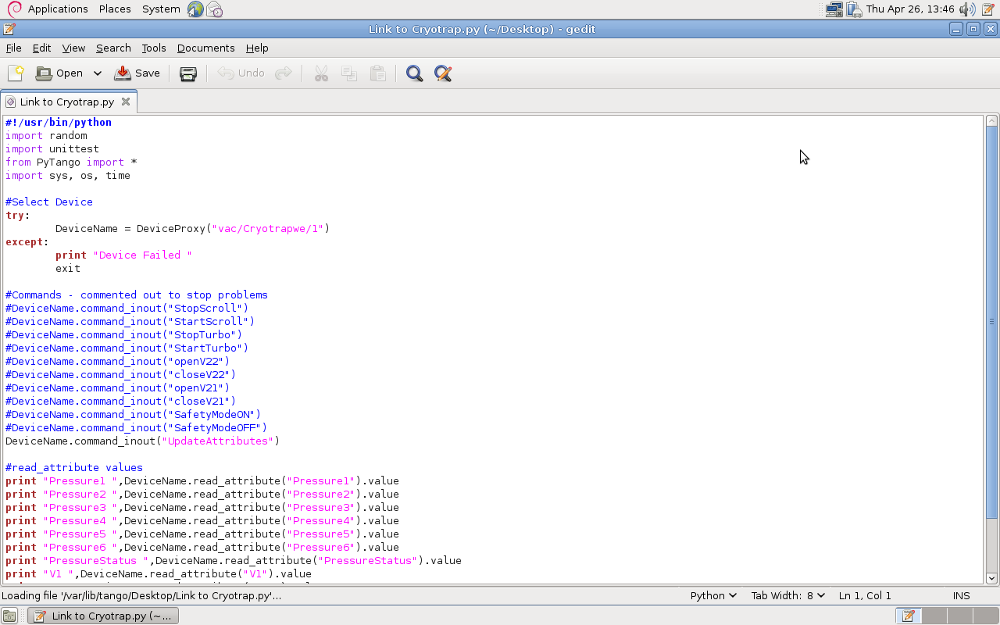 Applications Places System Thu Apr 26, 13:46
Link to Cryotrap.py (~/Desktop) - gedit
File Edit View Search Tools Documents Help
Open Save Undo
Link to Cryotrap.py
#!/usr/bin/python
import random
import unittest
from PyTango import *
import sys, os, time
#Select Device
try:
DeviceName = DeviceProxy("vac/Cryotrapwe/1")
except:
print "Device Failed "
exit
#Commands - commented out to stop problems
#DeviceName.command_inout("StopScroll")
#DeviceName.command_inout("StartScroll")
#DeviceName.command_inout("StopTurbo")
#DeviceName.command_inout("StartTurbo")
#DeviceName.command_inout("openV22")
#DeviceName.command_inout("closeV22")
#DeviceName.command_inout("openV21")
#DeviceName.command_inout("closeV21")
#DeviceName.command_inout("SafetyModeON")
#DeviceName.command_inout("SafetyModeOFF")
DeviceName.command_inout("UpdateAttributes")
#read_attribute values
print "Pressure1 ",DeviceName.read_attribute("Pressure1").value
print "Pressure2 ",DeviceName.read_attribute("Pressure2").value
print "Pressure3 ",DeviceName.read_attribute("Pressure3").value
print "Pressure4 ",DeviceName.read_attribute("Pressure4").value
print "Pressure5 ",DeviceName.read_attribute("Pressure5").value
print "Pressure6 ",DeviceName.read_attribute("Pressure6").value
print "PressureStatus ",DeviceName.read_attribute("PressureStatus").value
print "V1 ",DeviceName.read_attribute("V1").value
Loading file '/var/lib/tango/Desktop/Link to Cryotrap.py'... Python Tab Width: 8 Ln 1, Col 1 INS
Link to Cryotrap.py (~...